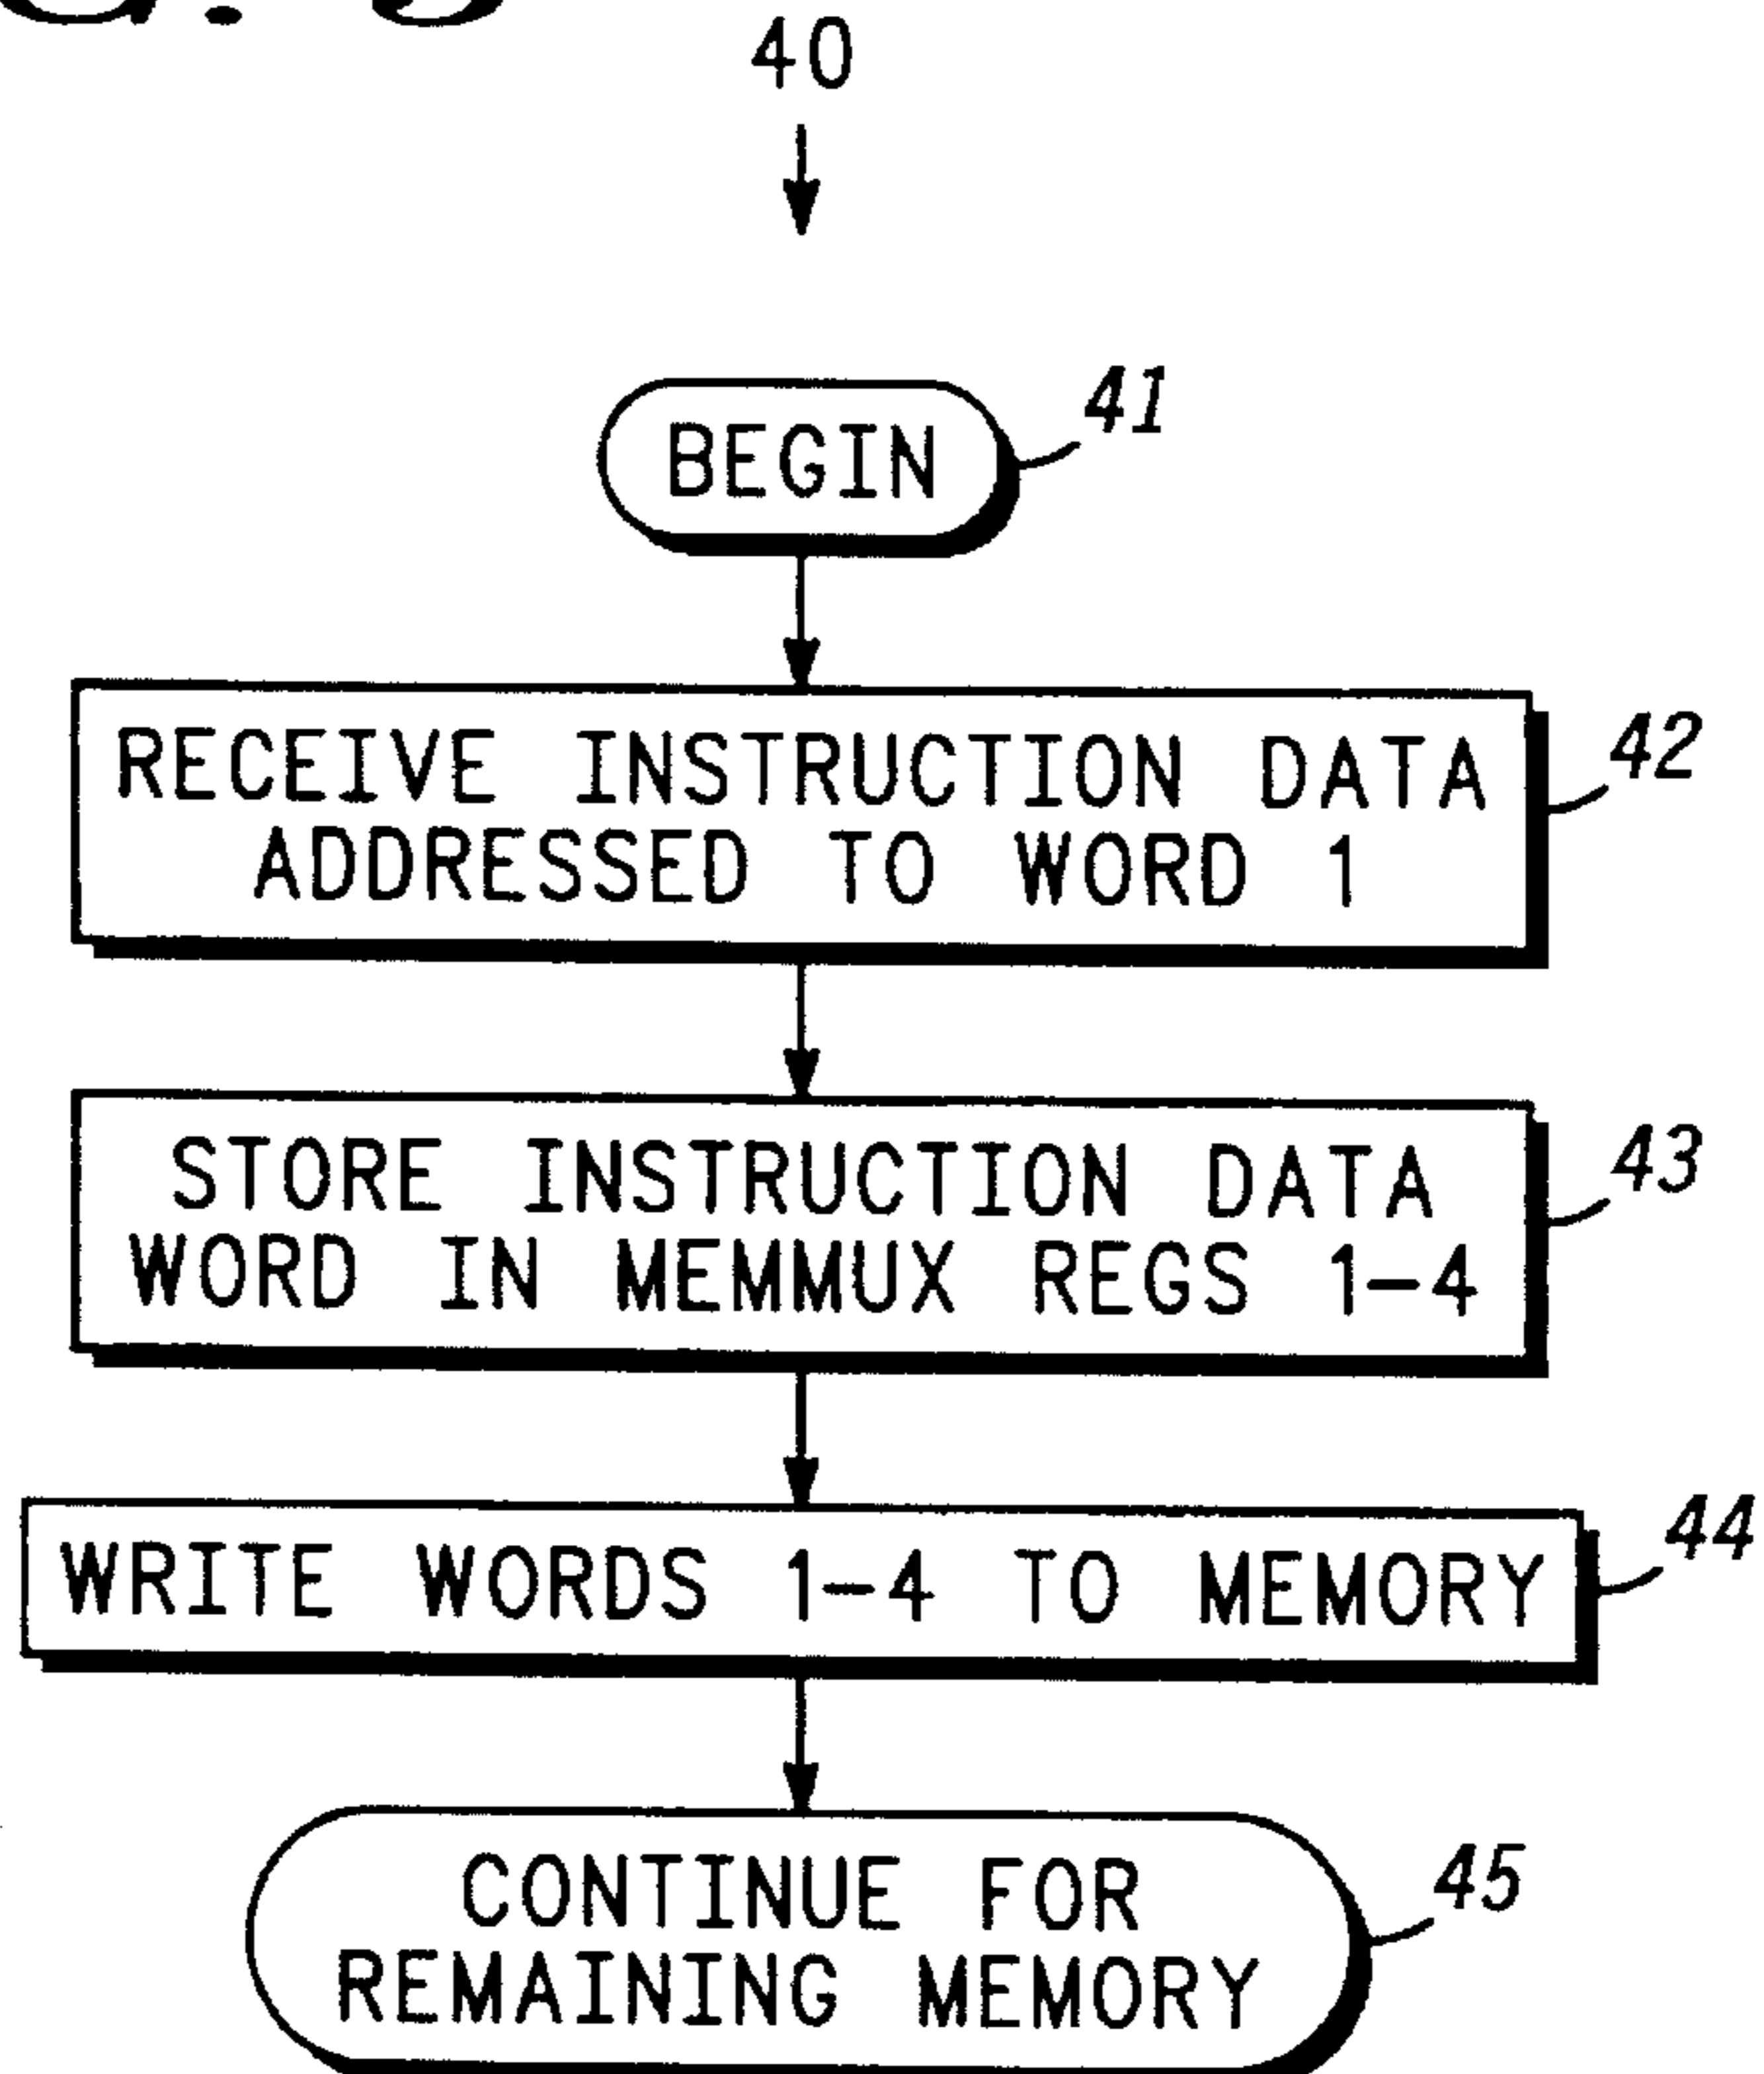 40
BEGIN
41
RECEIVE INSTRUCTION DATA
ADDRESSED TO WORD 1
42
STORE INSTRUCTION DATA
WORD IN MEMMUX REGS 1-4
43
WRITE WORDS 1-4 TO MEMORY
44
CONTINUE FOR
REMAINING MEMORY
45